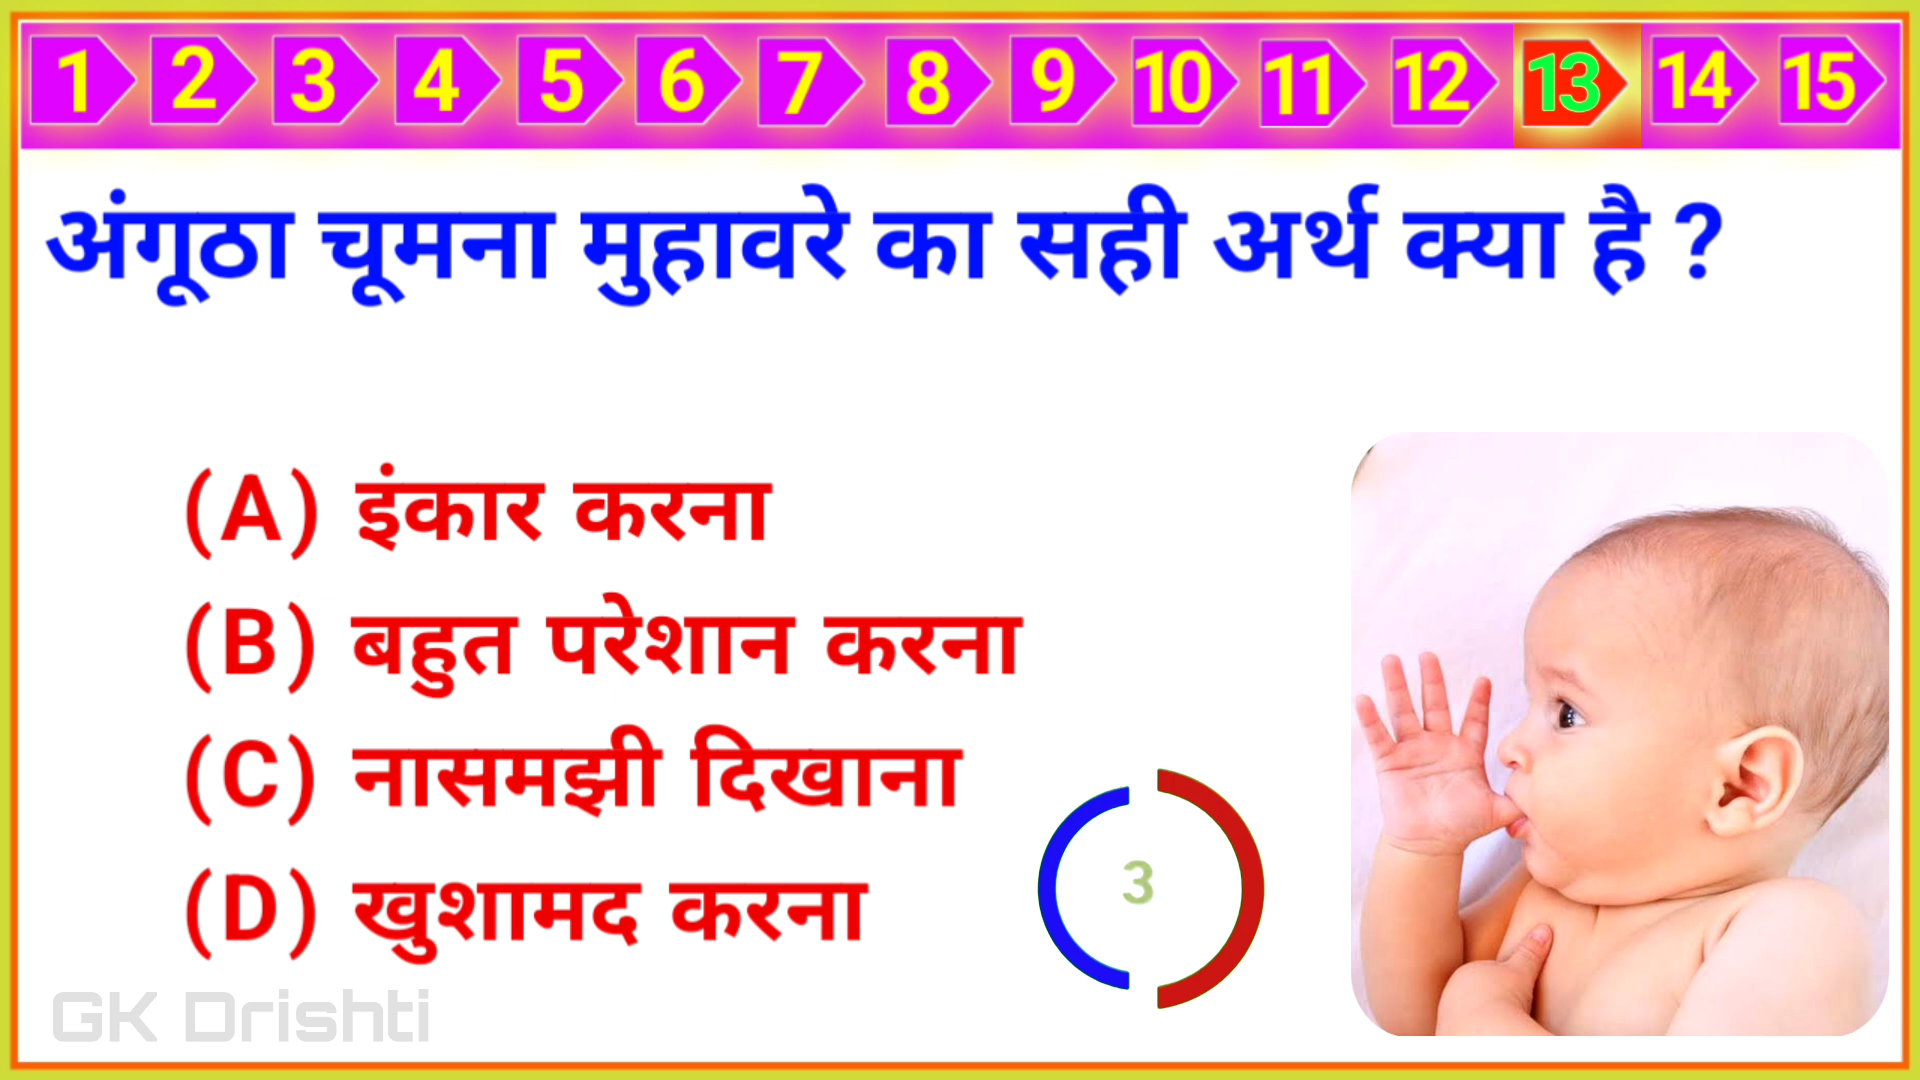 1 2 3 4 5 6 7 8 9 10 11 12 13 14 15
अंगूठा चूमना मुहावरे का सही अर्थ क्या है ?
(A) इंकार करना
(B) बहुत परेशान करना
(C) नासमझी दिखाना
(D) खुशामद करना
3
GK Drishti